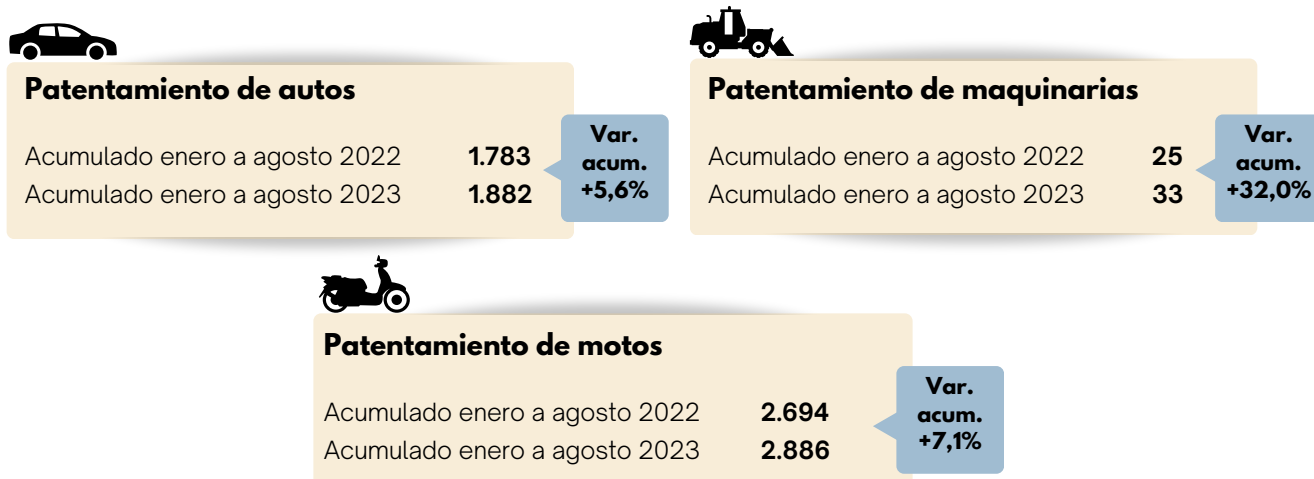 Patentamiento de autos
Acumulado enero a agosto 2022 1.783
Acumulado enero a agosto 2023 1.882
Var.
acum.
+5,6%
Patentamiento de maquinarias
Acumulado enero a agosto 2022 25
Acumulado enero a agosto 2023 33
Var.
acum.
+32,0%
Patentamiento de motos
Acumulado enero a agosto 2022 2.694
Acumulado enero a agosto 2023 2.886
Var.
acum.
+7,1%